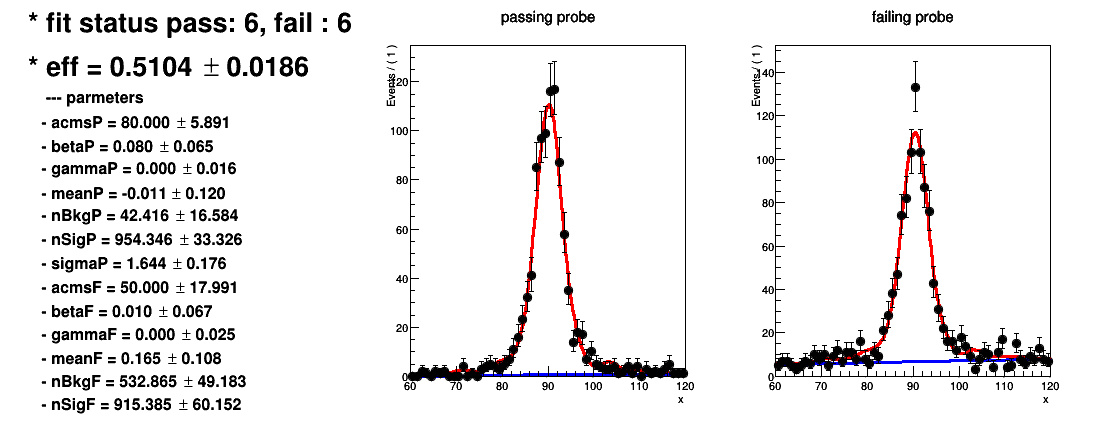 * fit status pass: 6, fail : 6
* eff = 0.5104 ± 0.0186
--- parmeters
- acmsP = 80.000 ± 5.891
- betaP = 0.080 ± 0.065
- gammaP = 0.000 ± 0.016
- meanP = -0.011 ± 0.120
- nBkgP = 42.416 ± 16.584
- nSigP = 954.346 ± 33.326
- sigmaP = 1.644 ± 0.176
- acmsF = 50.000 ± 17.991
- betaF = 0.010 ± 0.067
- gammaF = 0.000 ± 0.025
- meanF = 0.165 ± 0.108
- nBkgF = 532.865 ± 49.183
- nSigF = 915.385 ± 60.152
passing probe
Events / ( 1 )
120
100
80
60
40
20
0
60 70 80 90 100 110 120
x
failing probe
Events / ( 1 )
140
120
100
80
60
40
20
0
60 70 80 90 100 110 120
x